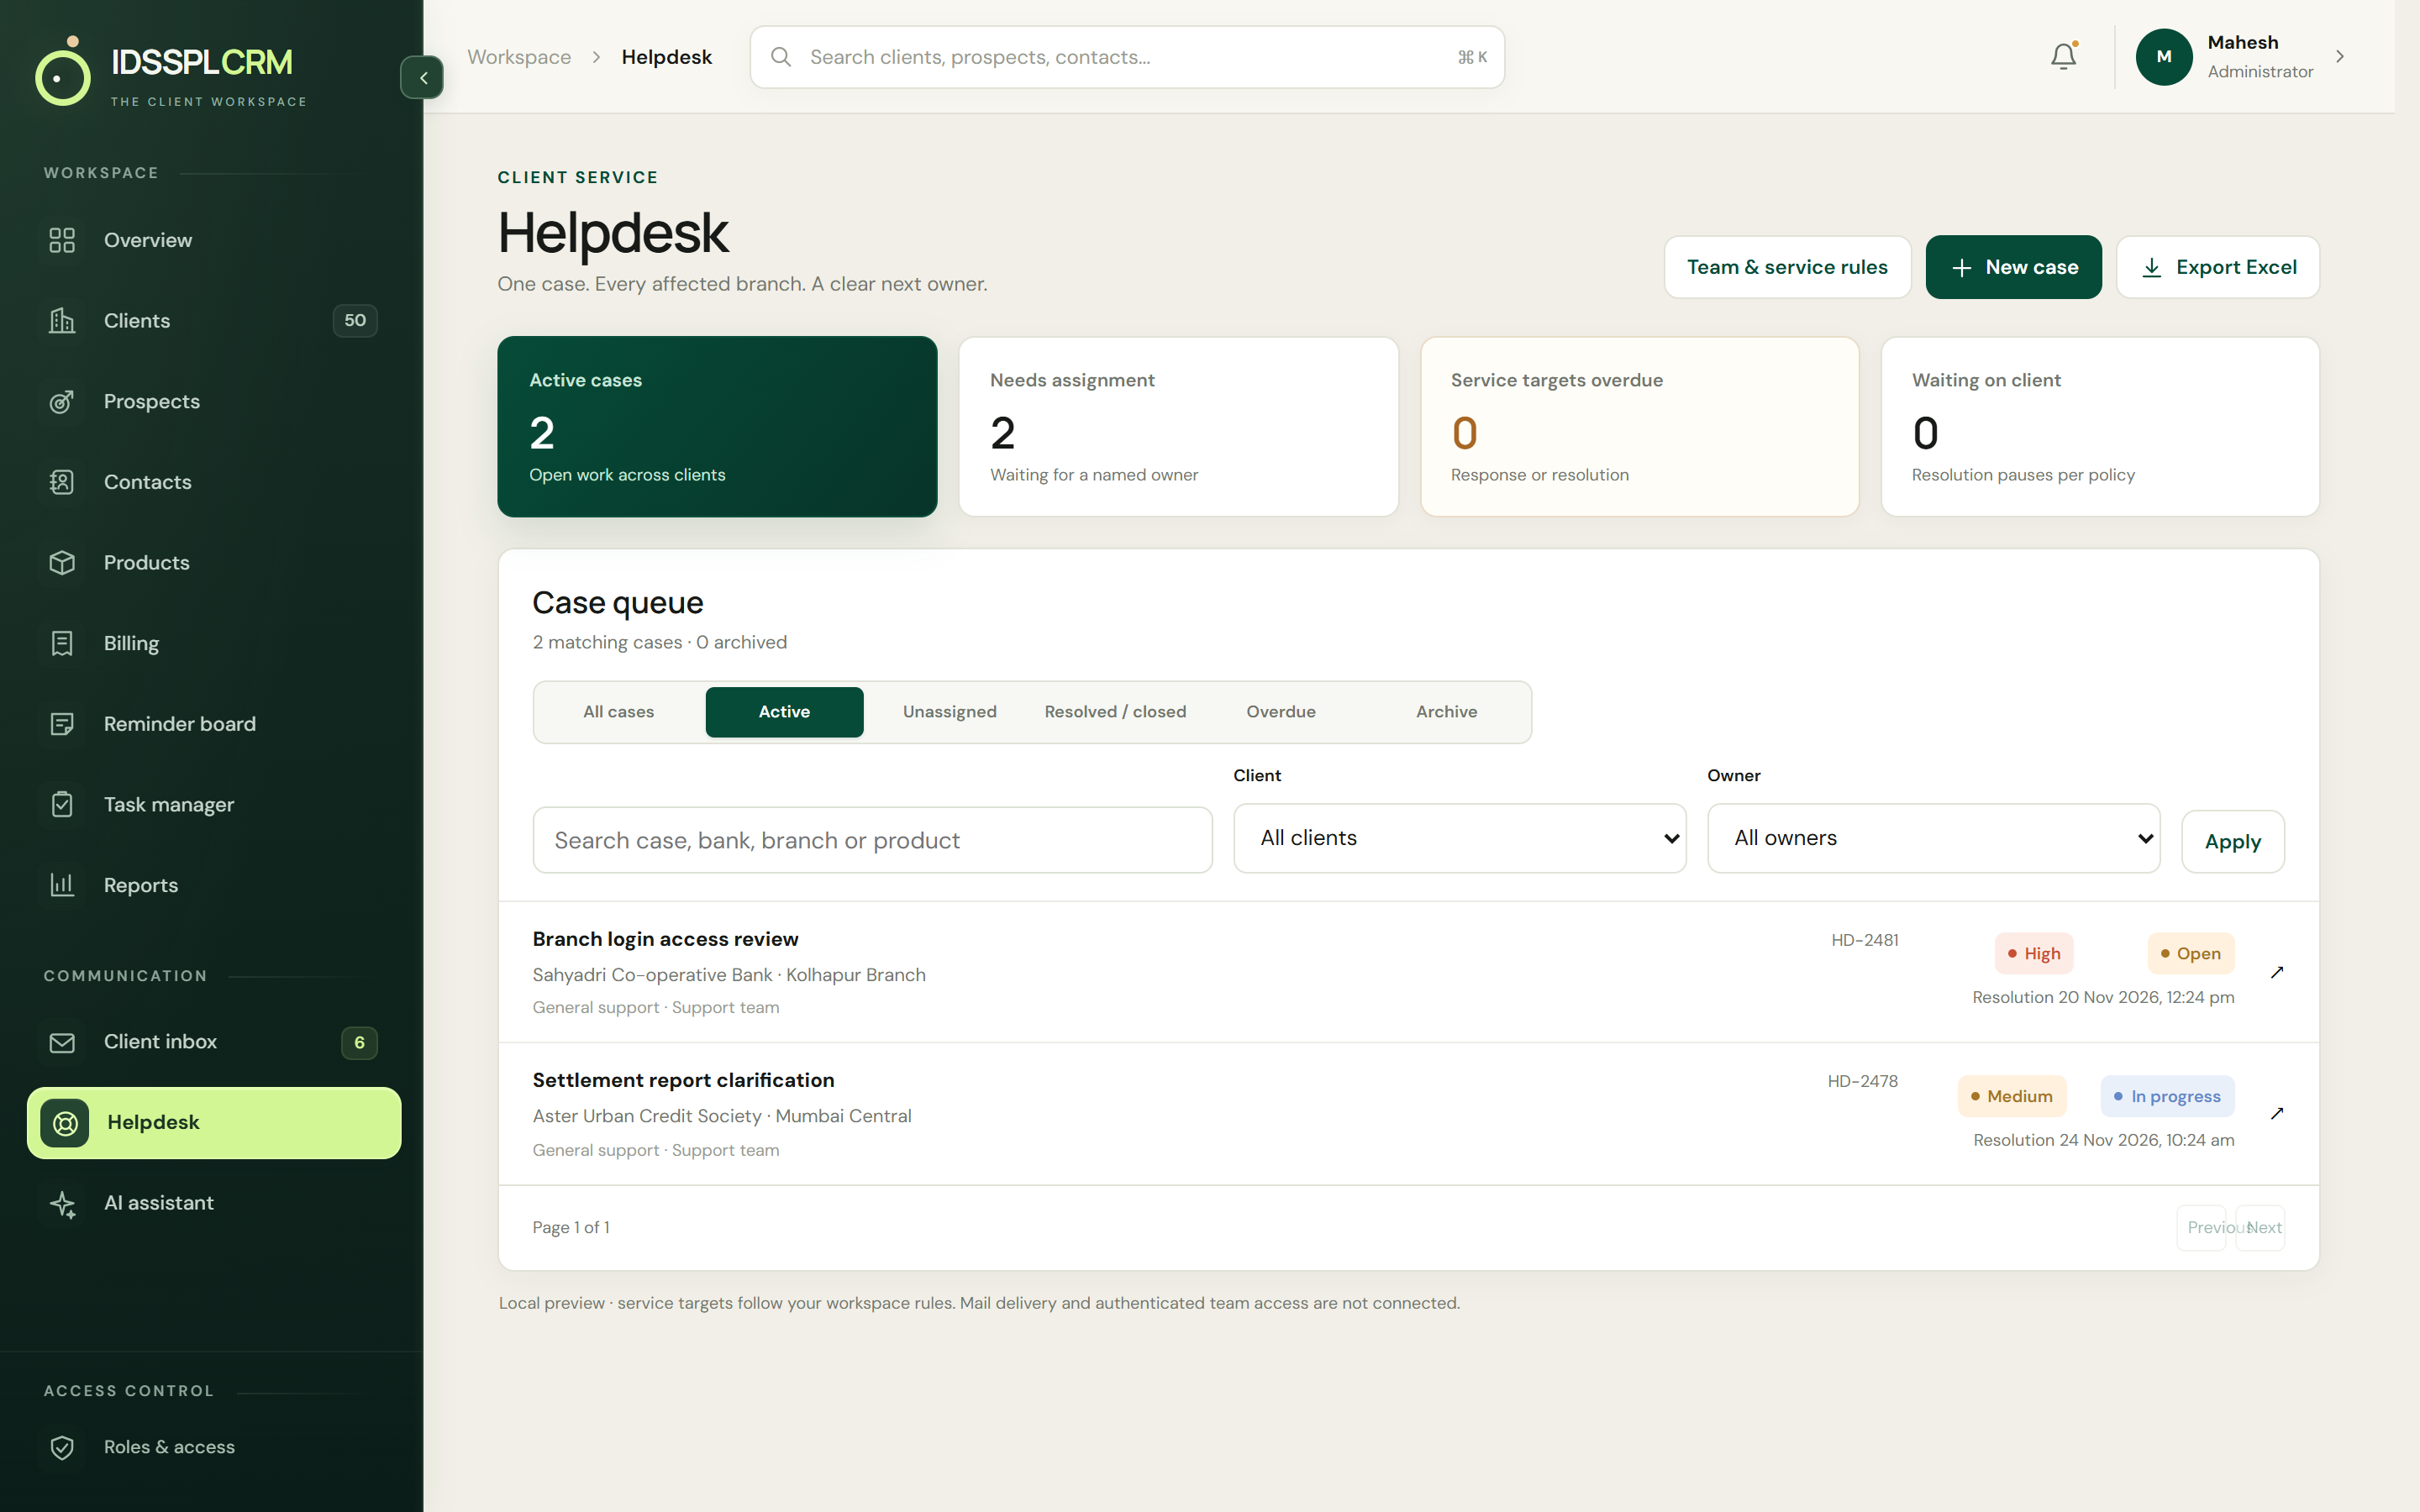 IDSSPLCRM
THE CLIENT WORKSPACE
WORKSPACE
Overview
Clients 50
Prospects
Contacts
Products
Billing
Reminder board
Task manager
Reports
COMMUNICATION
Client inbox 6
Helpdesk
AI assistant
ACCESS CONTROL
Roles & access
Workspace > Helpdesk
Search clients, prospects, contacts... ⌘K
M
Mahesh
Administrator
CLIENT SERVICE
Helpdesk
One case. Every affected branch. A clear next owner.
Team & service rules
New case
Export Excel
Active cases
2
Open work across clients
Needs assignment
2
Waiting for a named owner
Service targets overdue
0
Response or resolution
Waiting on client
0
Resolution pauses per policy
Case queue
2 matching cases · 0 archived
All cases Active Unassigned Resolved / closed Overdue Archive
Client Owner
Search case, bank, branch or product All clients All owners Apply
Branch login access review HD-2481 High Open
Sahyadri Co-operative Bank · Kolhapur Branch
Resolution 20 Nov 2026, 12:24 pm
General support · Support team
Settlement report clarification HD-2478 Medium In progress
Aster Urban Credit Society · Mumbai Central
Resolution 24 Nov 2026, 10:24 am
General support · Support team
Page 1 of 1 Previous Next
Local preview · service targets follow your workspace rules. Mail delivery and authenticated team access are not connected.